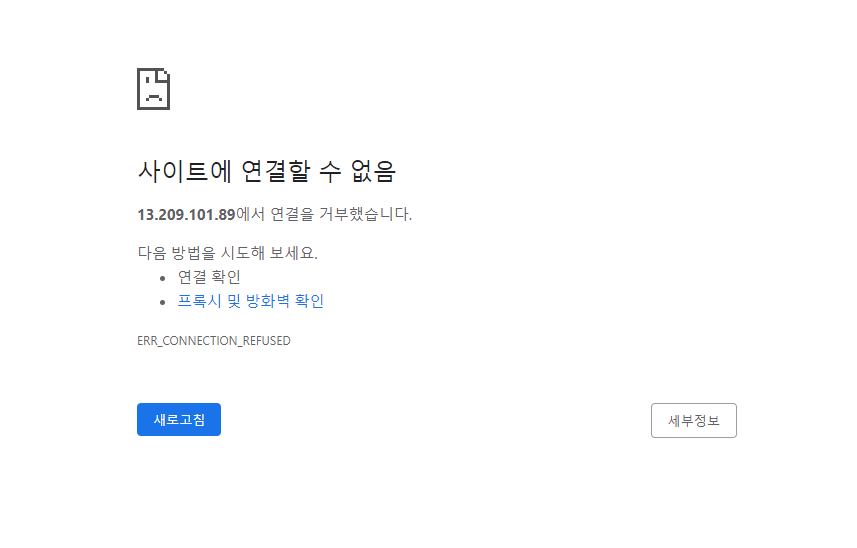 사이트에 연결할 수 없음
13.209.101.89에서 연결을 거부했습니다.
다음 방법을 시도해 보세요.
• 연결 확인
• 프록시 및 방화벽 확인
ERR_CONNECTION_REFUSED
새로고침
세부정보